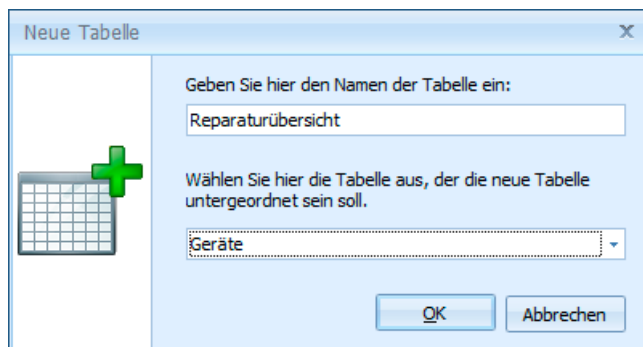 Neue Tabelle
Geben Sie hier den Namen der Tabelle ein:
Reparaturübersicht
Wählen Sie hier die Tabelle aus, der die neue Tabelle
untergeordnet sein soll.
Geräte
OK
Abbrechen